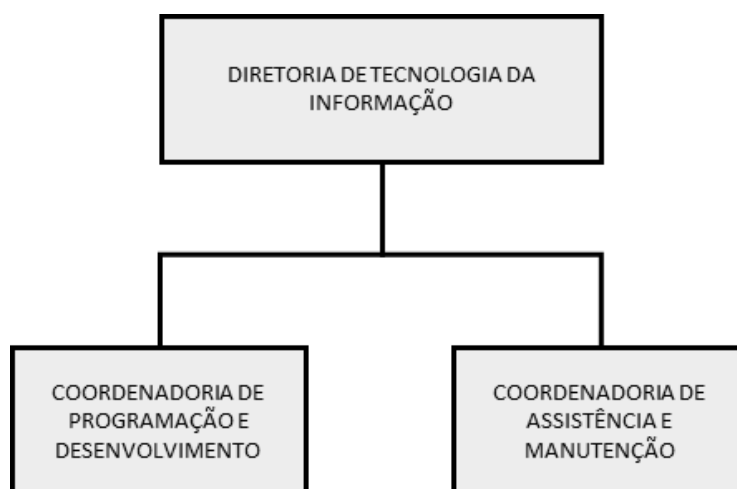 DIRETORIA DE TECNOLOGIA DA
INFORMAÇÃO
COORDENADORIA DE
PROGRAMAÇÃO E
DESENVOLVIMENTO
COORDENADORIA DE
ASSISTÊNCIA E
MANUTENÇÃO